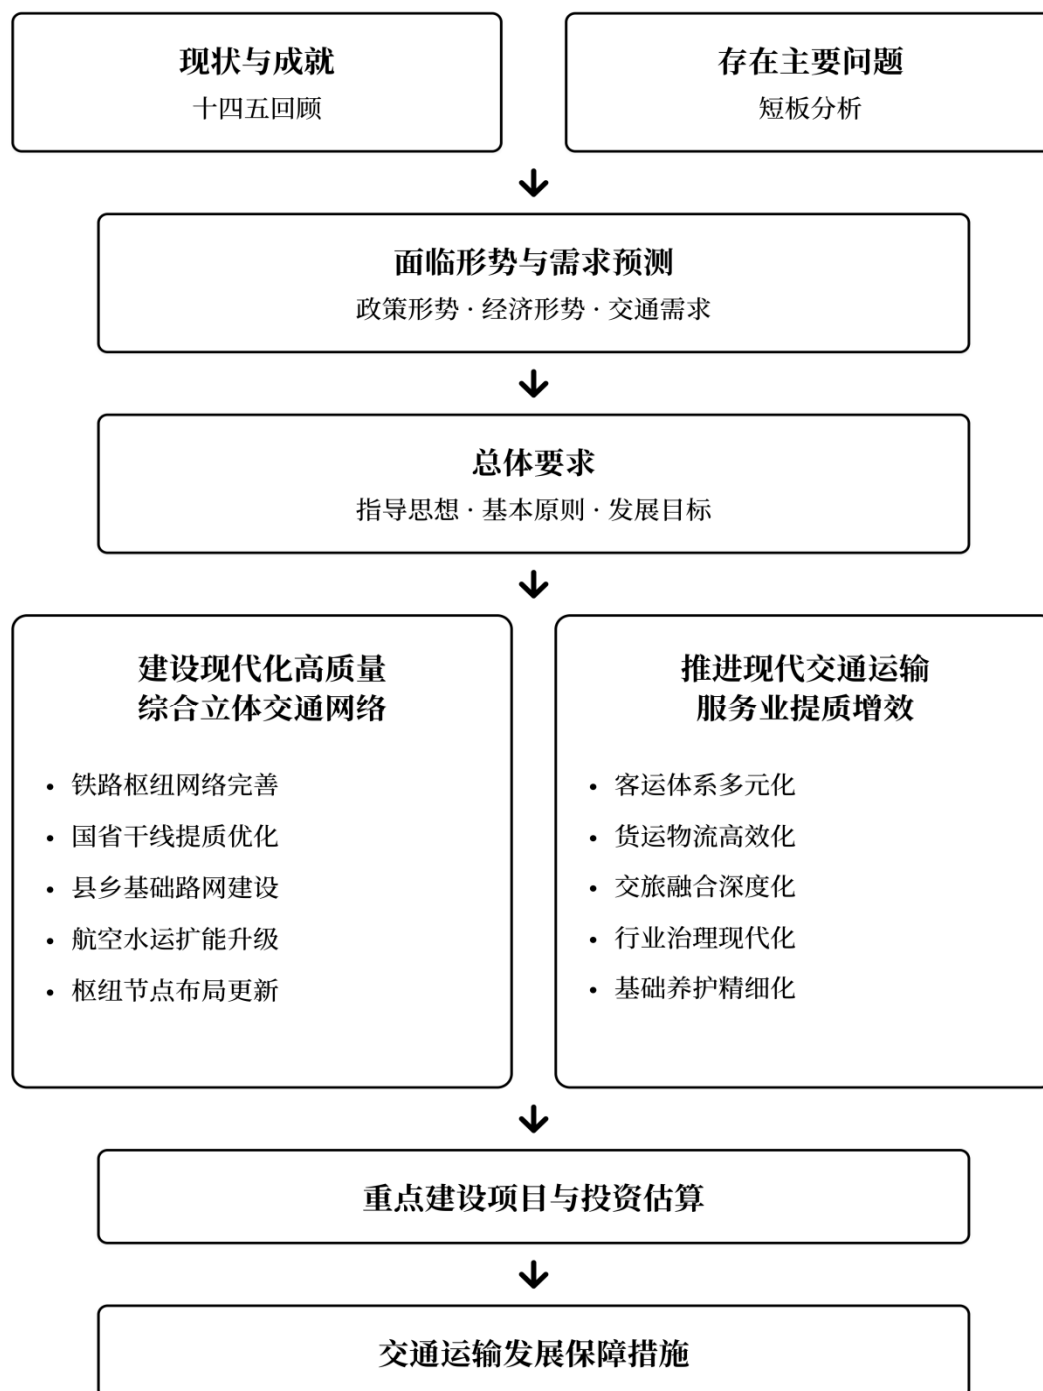 现状与成就
十四五回顾
存在主要问题
短板分析
面临形势与需求预测
政策形势 · 经济形势 · 交通需求
总体要求
指导思想 · 基本原则 · 发展目标
建设现代化高质量
综合立体交通网络
• 铁路枢纽网络完善
• 国省干线提质优化
• 县乡基础路网建设
• 航空水运扩能升级
• 枢纽节点布局更新
推进现代交通运输
服务业提质增效
• 客运体系多元化
• 货运物流高效化
• 交旅融合深度化
• 行业治理现代化
• 基础养护精细化
重点建设项目与投资估算
交通运输发展保障措施